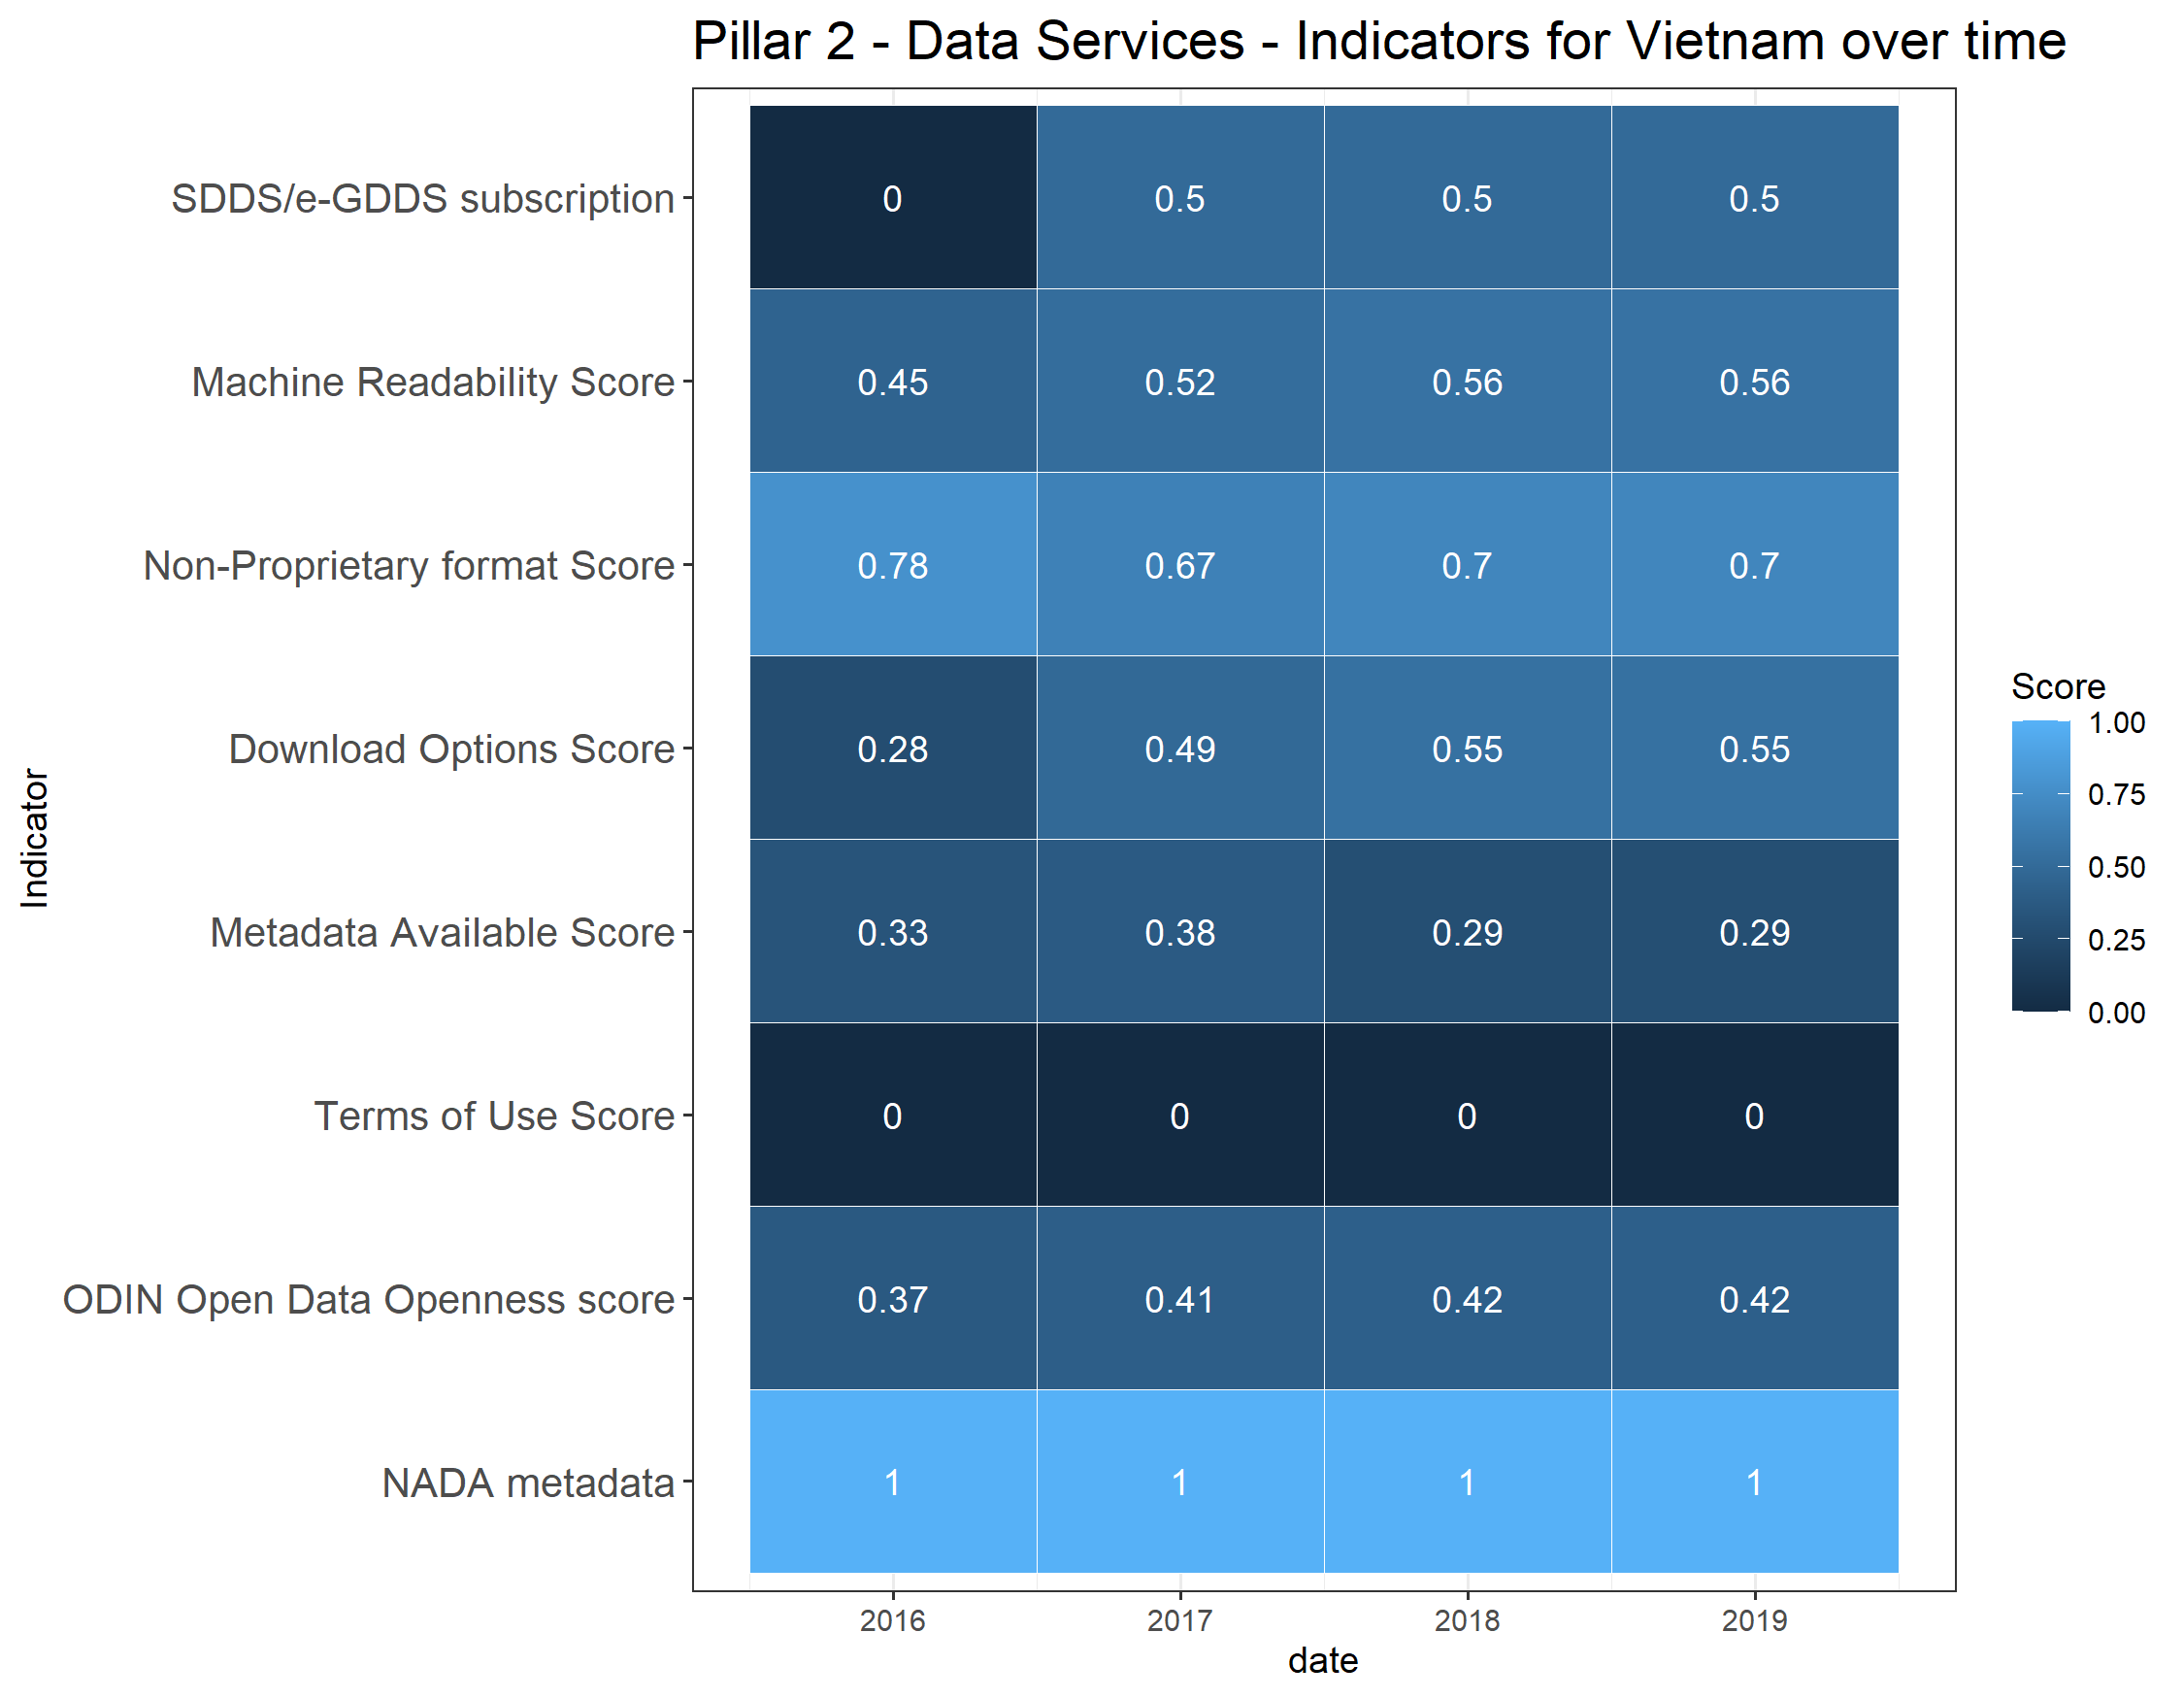 Pillar 2 - Data Services - Indicators for Vietnam over time
Indicator
SDDS/e-GDDS subscription 0 0.5 0.5 0.5
Machine Readability Score 0.45 0.52 0.56 0.56
Non-Proprietary format Score 0.78 0.67 0.7 0.7
Download Options Score 0.28 0.49 0.55 0.55
Metadata Available Score 0.33 0.38 0.29 0.29
Terms of Use Score 0 0 0 0
ODIN Open Data Openness score 0.37 0.41 0.42 0.42
NADA metadata 1 1 1 1
2016 2017 2018 2019
date
Score
1.00
0.75
0.50
0.25
0.00